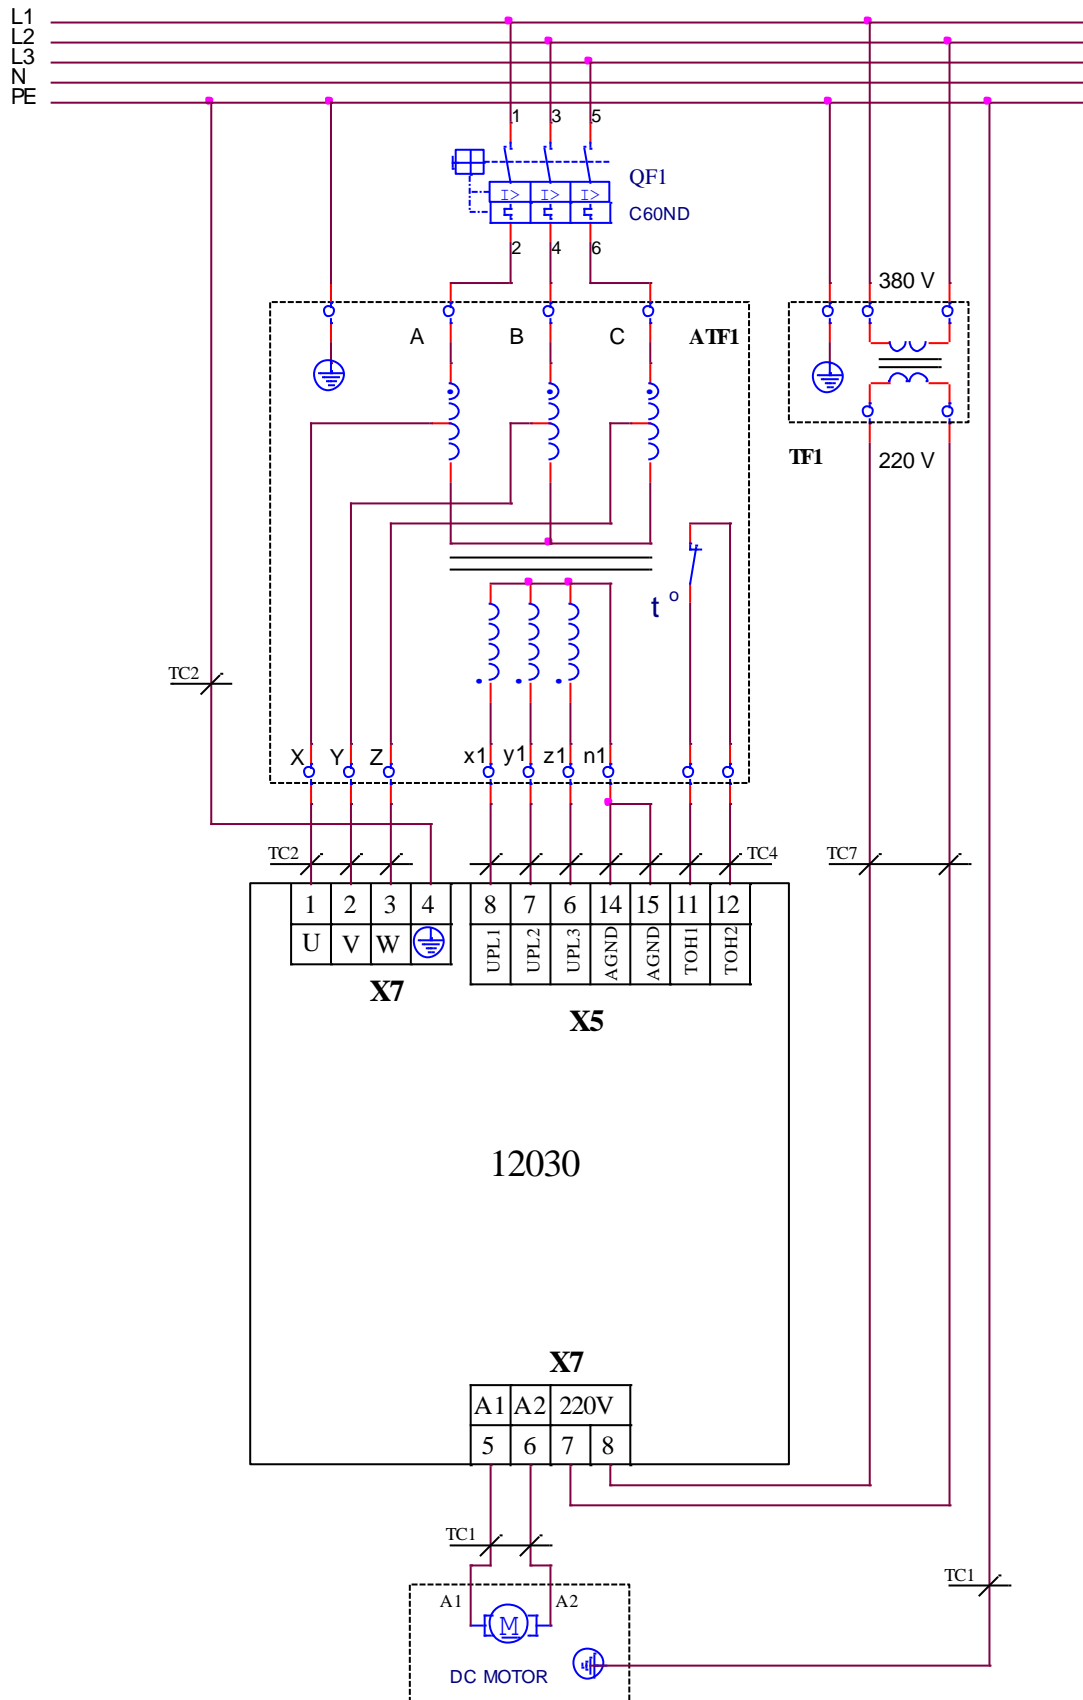 L1
L2
L3
N
PE
1 3 5
QF1
I> I> I>
C60ND
2 4 6
380 V
A B C ATF1
TF1 220 V
t °
TC2
X Y Z x1 y1 z1 n1
TC2 TC4 TC7
1 2 3 4 8 7 6 14 15 11 12
U V W UPL1 UPL2 UPL3 AGND AGND TOH1 TOH2
X7
X5
12030
X7
A1 A2 220V
5 6 7 8
TC1
TC1
A1 A2
M
DC MOTOR